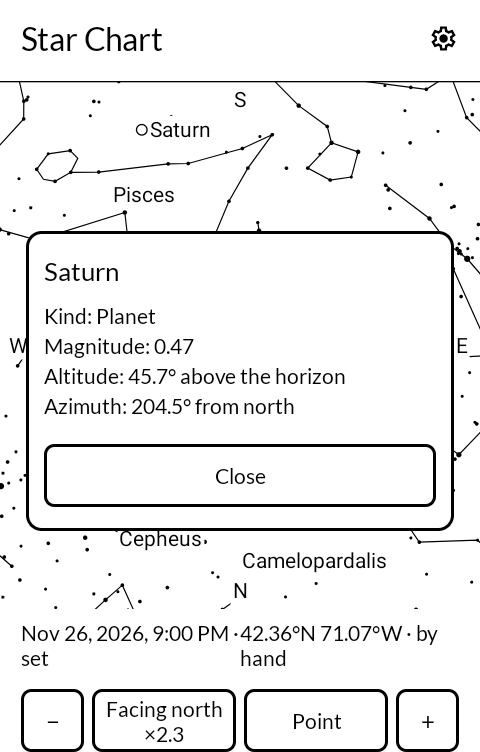 Star Chart
S
Saturn
Pisces
Saturn
Kind: Planet
Magnitude: 0.47
W
E
Altitude: 45.7° above the horizon
Azimuth: 204.5° from north
Close
Cepheus
Camelopardalis
N
Nov 26, 2026, 9:00 PM · by set
42.36°N 71.07°W · by hand
−
Facing north
×2.3
Point
+